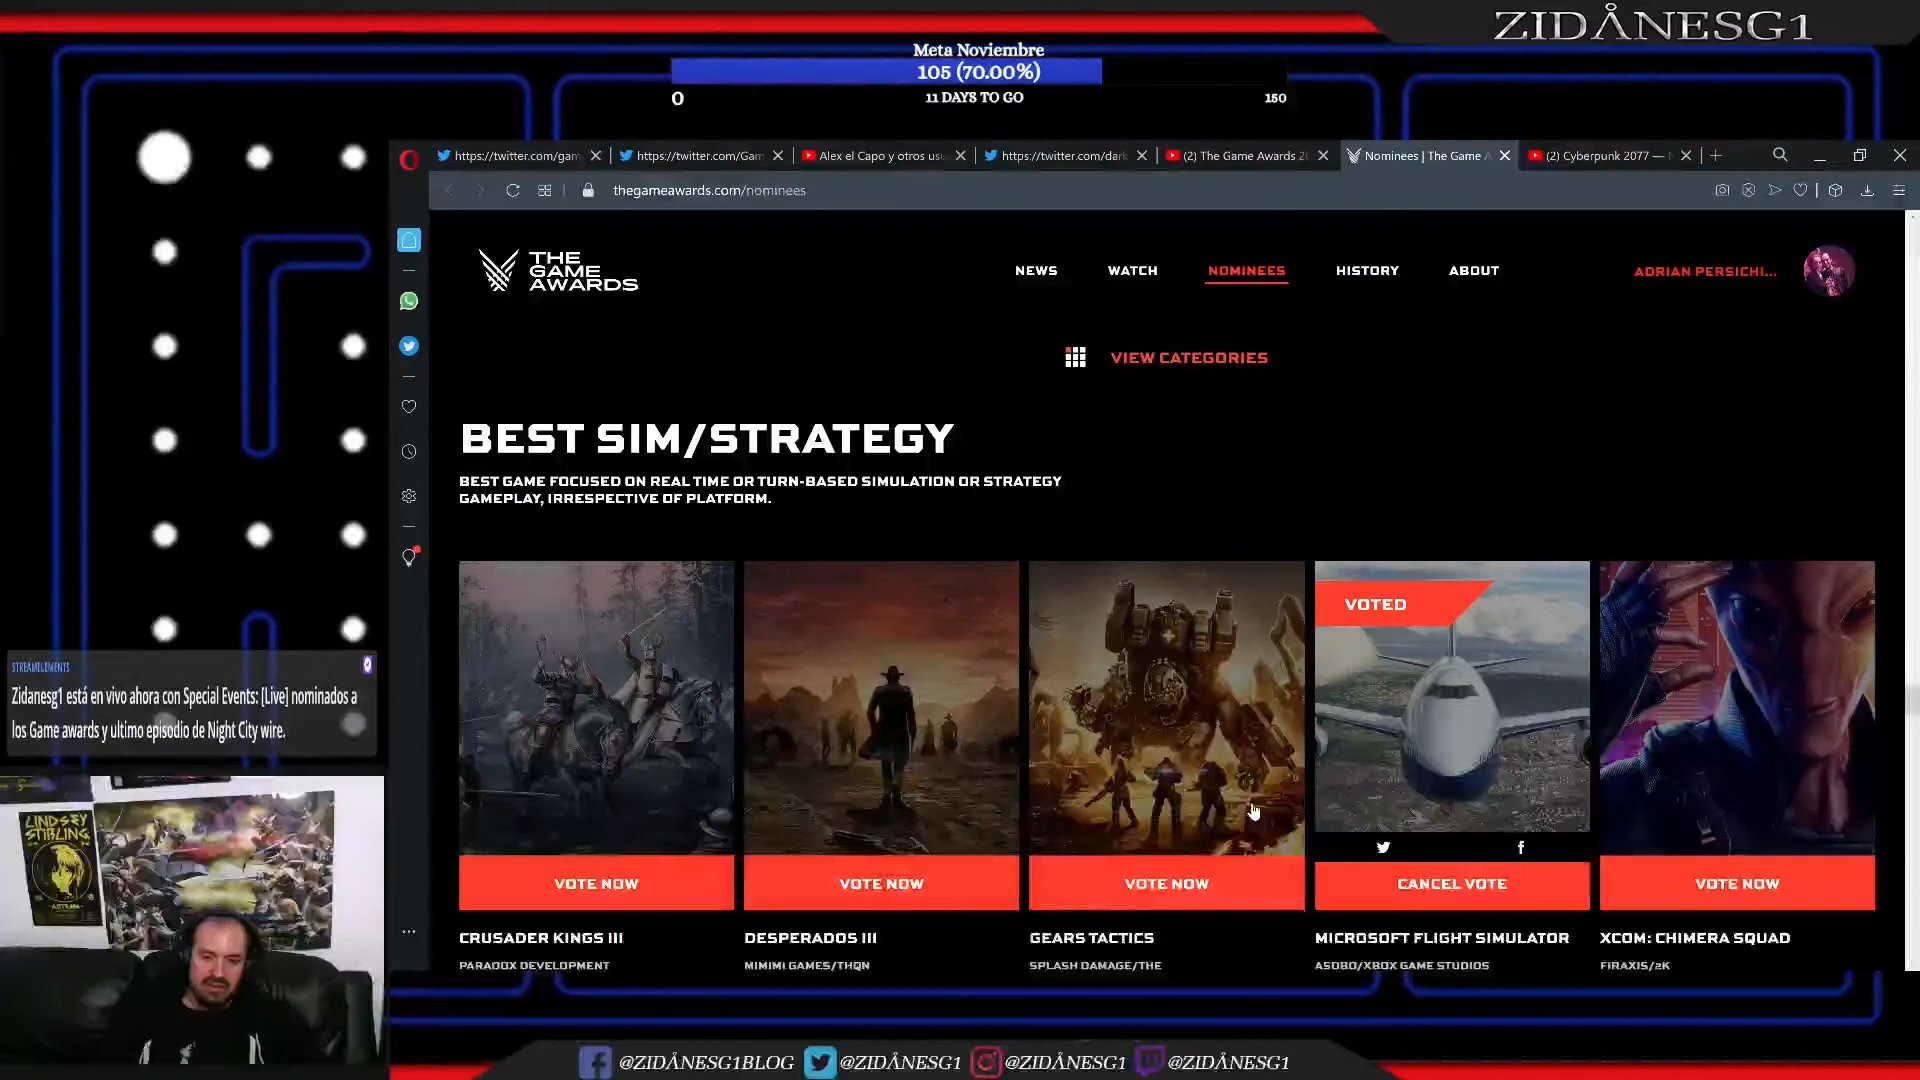 ZIDÅNESG1
Meta Noviembre
105 (70.00%)
0
11 DAYS TO GO
150
https://twitter.com/gam
https://twitter.com/Gam
Alex el Capo y otros usu
https://twitter.com/dark
(2) The Game Awards 2
Nominees | The Game A
(2) Cyberpunk 2077 —
thegameawards.com/nominees
THE
GAME
AWARDS
NEWS
WATCH
NOMINEES
HISTORY
ABOUT
ADRIAN PERSICHI...
VIEW CATEGORIES
BEST SIM/STRATEGY
BEST GAME FOCUSED ON REAL TIME OR TURN-BASED SIMULATION OR STRATEGY
GAMEPLAY, IRRESPECTIVE OF PLATFORM.
VOTED
VOTE NOW
VOTE NOW
VOTE NOW
CANCEL VOTE
VOTE NOW
CRUSADER KINGS III
DESPERADOS III
GEARS TACTICS
MICROSOFT FLIGHT SIMULATOR
XCOM: CHIMERA SQUAD
PARADOX DEVELOPMENT
MIMIMI GAMES/THQN
SPLASH DAMAGE/THE
ASOBO/XBOX GAME STUDIOS
FIRAXIS/2K
STREAMELEMENTS
Zidanesg1 está en vivo ahora con Special Events: [Live] nominados a
los Game awards y ultimo episodio de Night City wire.
LINDSEY
STIRLING
@ZIDÅNESG1BLOG
@ZIDÅNESG1
@ZIDÅNESG1
@ZIDÅNESG1